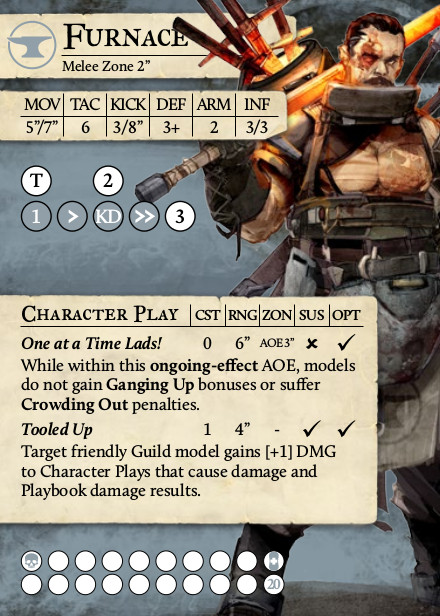 FURNACE
Melee Zone 2"
MOV TAC KICK DEF ARM INF
5"/7" 6 3/8" 3+ 2 3/3
T 2
1 > KD >> 3
CHARACTER PLAY CST RNG ZON SUS OPT
One at a Time Lads! 0 6" AOE 3" ✘ ✓
While within this ongoing-effect AOE, models
do not gain Ganging Up bonuses or suffer
Crowding Out penalties.
Tooled Up 1 4" - ✓ ✓
Target friendly Guild model gains [+1] DMG
to Character Plays that cause damage and
Playbook damage results.
20